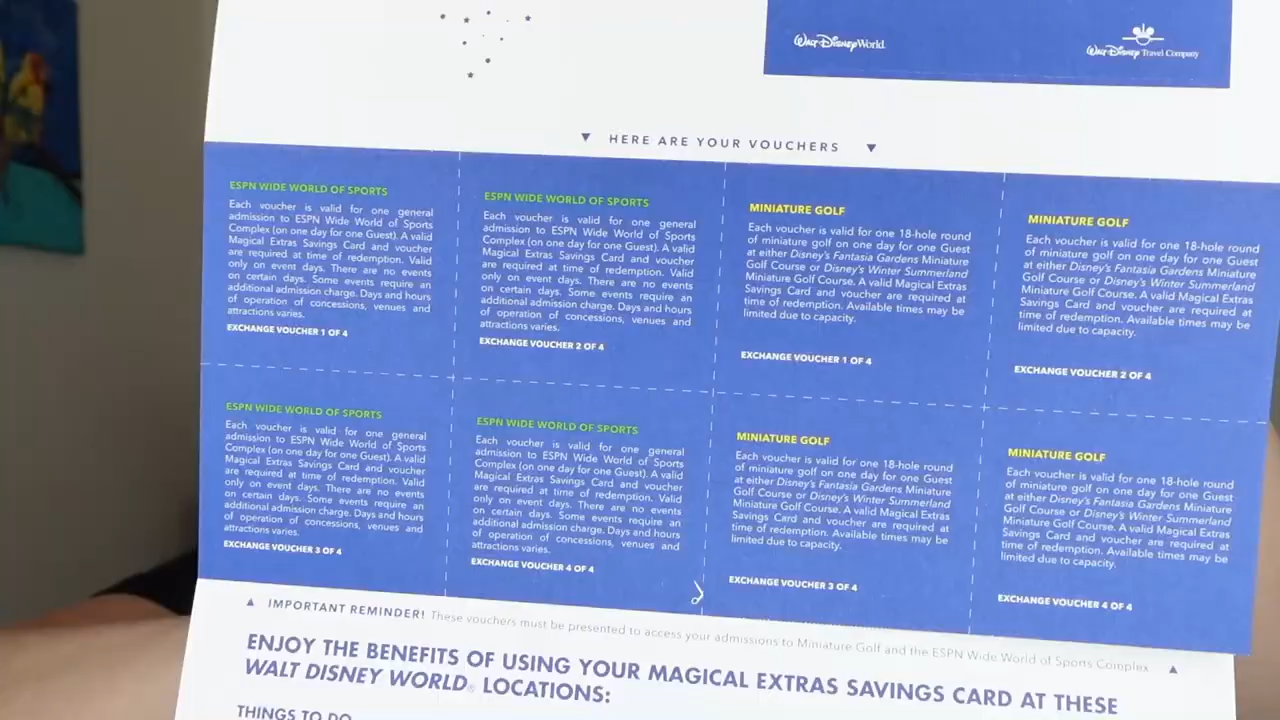 Walt Disney World
Walt Disney Travel Company
▼ HERE ARE YOUR VOUCHERS ▼
ESPN WIDE WORLD OF SPORTS
Each voucher is valid for one general
admission to ESPN Wide World of Sports
Complex (on one day for one Guest). A valid
Magical Extras Savings Card and voucher
are required at time of redemption. Valid
only on event days. There are no events
on certain days. Some events require an
additional admission charge. Days and hours
of operation of concessions, venues and
attractions varies.
EXCHANGE VOUCHER 1 OF 4
ESPN WIDE WORLD OF SPORTS
Each voucher is valid for one general
admission to ESPN Wide World of Sports
Complex (on one day for one Guest). A valid
Magical Extras Savings Card and voucher
are required at time of redemption. Valid
only on event days. There are no events
on certain days. Some events require an
additional admission charge. Days and hours
of operation of concessions, venues and
attractions varies.
EXCHANGE VOUCHER 2 OF 4
MINIATURE GOLF
Each voucher is valid for one 18-hole round
of miniature golf on one day for one Guest
at either Disney's Fantasia Gardens Miniature
Golf Course or Disney's Winter Summerland
Miniature Golf Course. A valid Magical Extras
Savings Card and voucher are required at
time of redemption. Available times may be
limited due to capacity.
EXCHANGE VOUCHER 1 OF 4
MINIATURE GOLF
Each voucher is valid for one 18-hole round
of miniature golf on one day for one Guest
at either Disney's Fantasia Gardens Miniature
Golf Course or Disney's Winter Summerland
Miniature Golf Course. A valid Magical Extras
Savings Card and voucher are required at
time of redemption. Available times may be
limited due to capacity.
EXCHANGE VOUCHER 2 OF 4
ESPN WIDE WORLD OF SPORTS
Each voucher is valid for one general
admission to ESPN Wide World of Sports
Complex (on one day for one Guest). A valid
Magical Extras Savings Card and voucher
are required at time of redemption. Valid
only on event days. There are no events
on certain days. Some events require an
additional admission charge. Days and hours
of operation of concessions, venues and
attractions varies.
EXCHANGE VOUCHER 3 OF 4
ESPN WIDE WORLD OF SPORTS
Each voucher is valid for one general
admission to ESPN Wide World of Sports
Complex (on one day for one Guest). A valid
Magical Extras Savings Card and voucher
are required at time of redemption. Valid
only on event days. There are no events
on certain days. Some events require an
additional admission charge. Days and hours
of operation of concessions, venues and
attractions varies.
EXCHANGE VOUCHER 4 OF 4
MINIATURE GOLF
Each voucher is valid for one 18-hole round
of miniature golf on one day for one Guest
at either Disney's Fantasia Gardens Miniature
Golf Course or Disney's Winter Summerland
Miniature Golf Course. A valid Magical Extras
Savings Card and voucher are required at
time of redemption. Available times may be
limited due to capacity.
EXCHANGE VOUCHER 3 OF 4
MINIATURE GOLF
Each voucher is valid for one 18-hole round
of miniature golf on one day for one Guest
at either Disney's Fantasia Gardens Miniature
Golf Course or Disney's Winter Summerland
Miniature Golf Course. A valid Magical Extras
Savings Card and voucher are required at
time of redemption. Available times may be
limited due to capacity.
EXCHANGE VOUCHER 4 OF 4
▲ IMPORTANT REMINDER! These vouchers must be presented to access your admissions to Miniature Golf and the ESPN Wide World of Sports Complex ▲
ENJOY THE BENEFITS OF USING YOUR MAGICAL EXTRAS SAVINGS CARD AT THESE
WALT DISNEY WORLD® LOCATIONS:
THINGS TO DO